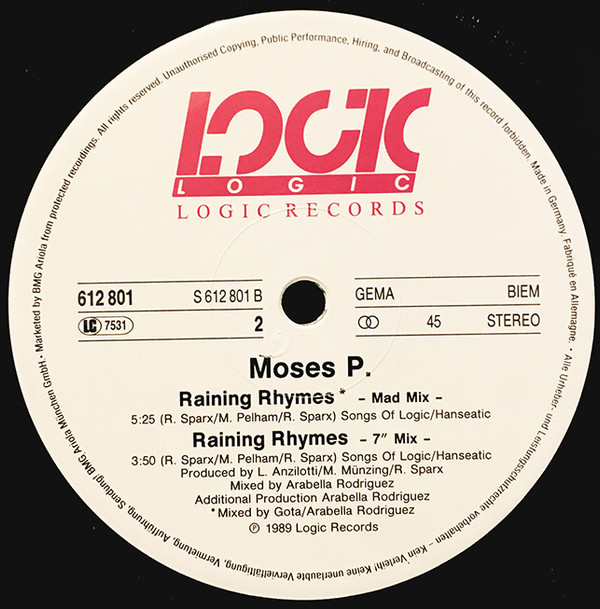 Alle Urheber- und Leistungsschutzrechte vorbehalten – Kein Verleih! Keine unerlaubte Vervielfältigung, Vermietung, Aufführung, Sendung! BMG Ariola München GmbH. • Marketed by BMG Ariola from protected recordings. All rights reserved. Unauthorised Copying, Public Performance, Hiring, and Broadcasting of this record forbidden. Made in Germany. Fabriqué en Allemagne. •
LOGIC
LOGIC
LOGIC RECORDS
612 801 S 612 801 B GEMA BIEM
LC 7531 2 45 STEREO
Moses P.
Raining Rhymes* – Mad Mix –
5:25 (R. Sparx/M. Pelham/R. Sparx) Songs Of Logic/Hanseatic
Raining Rhymes – 7" Mix –
3:50 (R. Sparx/M. Pelham/R. Sparx) Songs Of Logic/Hanseatic
Produced by L. Anzilotti/M. Münzing/R. Sparx
Mixed by Arabella Rodriguez
Additional Production Arabella Rodriguez
*Mixed by Gota/Arabella Rodriguez
℗ 1989 Logic Records